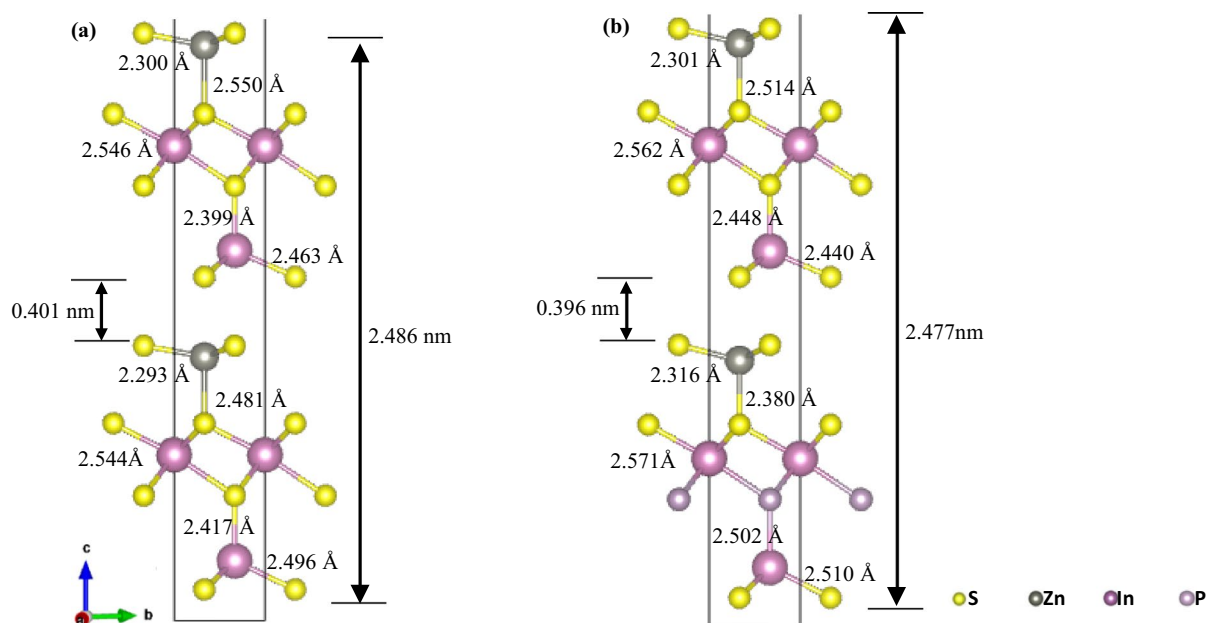 (a)
2.300 Å
2.550 Å
2.546 Å
2.399 Å
2.463 Å
0.401 nm
2.486 nm
2.293 Å
2.481 Å
2.544Å
2.417 Å
2.496 Å
c
a
b
(b)
2.301 Å
2.514 Å
2.562 Å
2.448 Å
2.440 Å
0.396 nm
2.477nm
2.316 Å
2.380 Å
2.571Å
2.502 Å
2.510 Å
S Zn In P